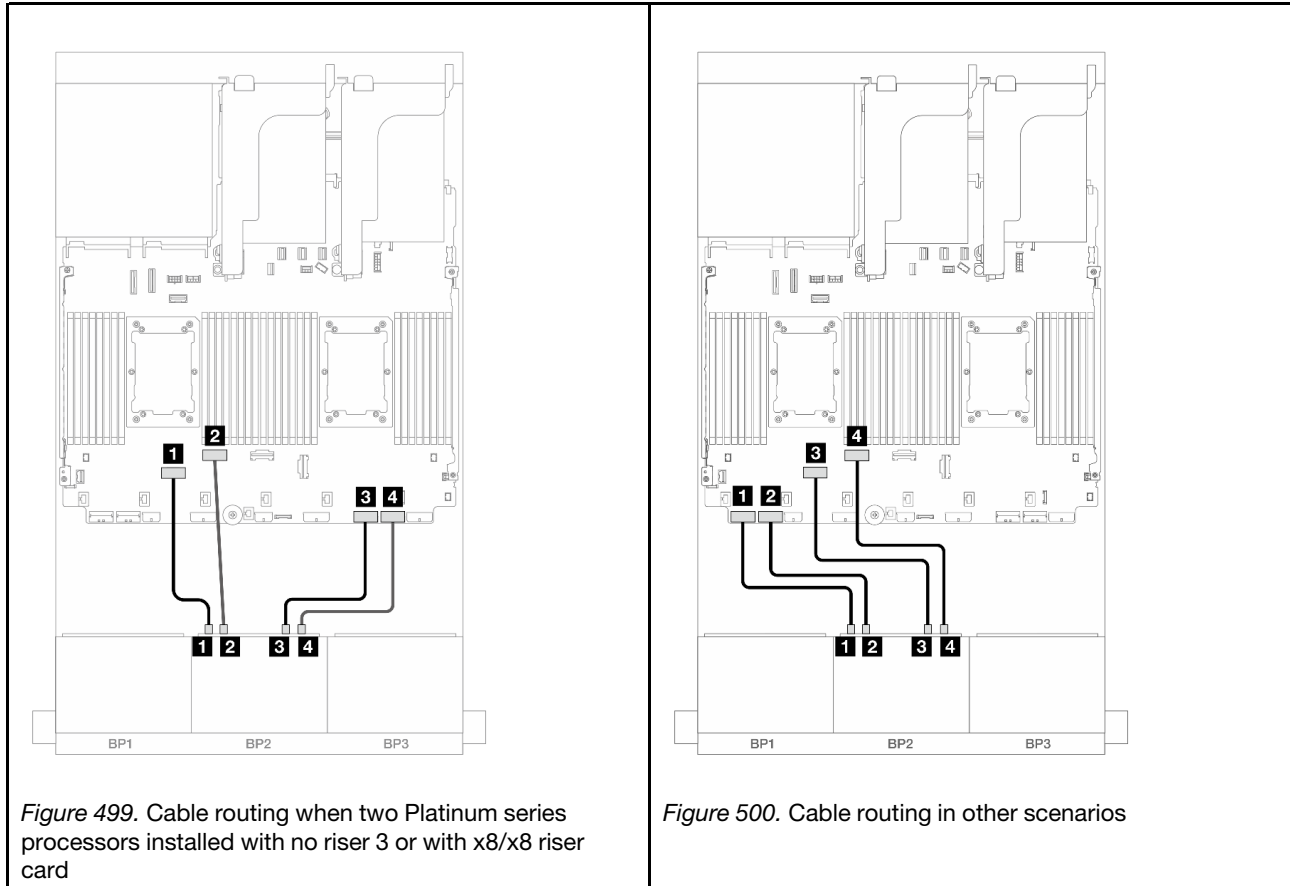 2
1
3 4
1 2 3 4
BP1 BP2 BP3
Figure 499. Cable routing when two Platinum series
processors installed with no riser 3 or with x8/x8 riser
card
4
3
1 2
1 2 3 4
BP1 BP2 BP3
Figure 500. Cable routing in other scenarios